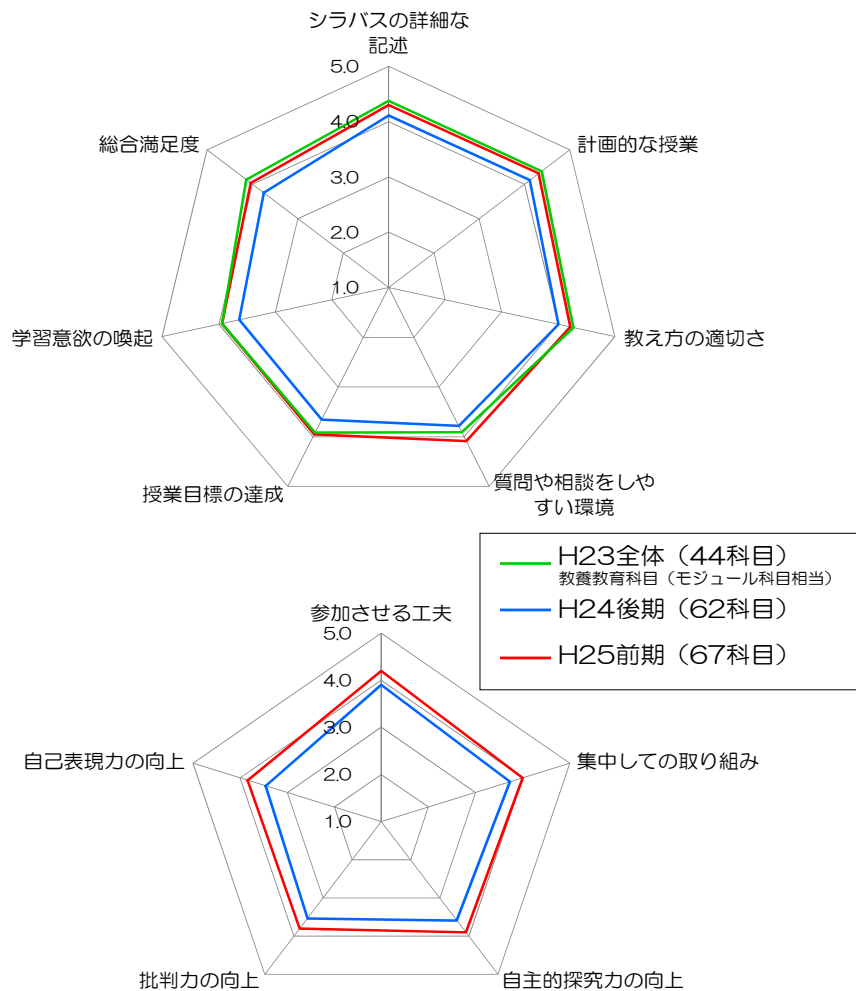 シラバスの詳細な
記述
5.0
4.0
3.0
2.0
1.0
総合満足度
計画的な授業
学習意欲の喚起
教え方の適切さ
授業目標の達成
質問や相談をしや
すい環境
H23全体（44科目）
教養教育科目（モジュール科目相当）
H24後期（62科目）
H25前期（67科目）
参加させる工夫
5.0
4.0
3.0
2.0
1.0
自己表現力の向上
集中しての取り組み
批判力の向上
自主的探究力の向上